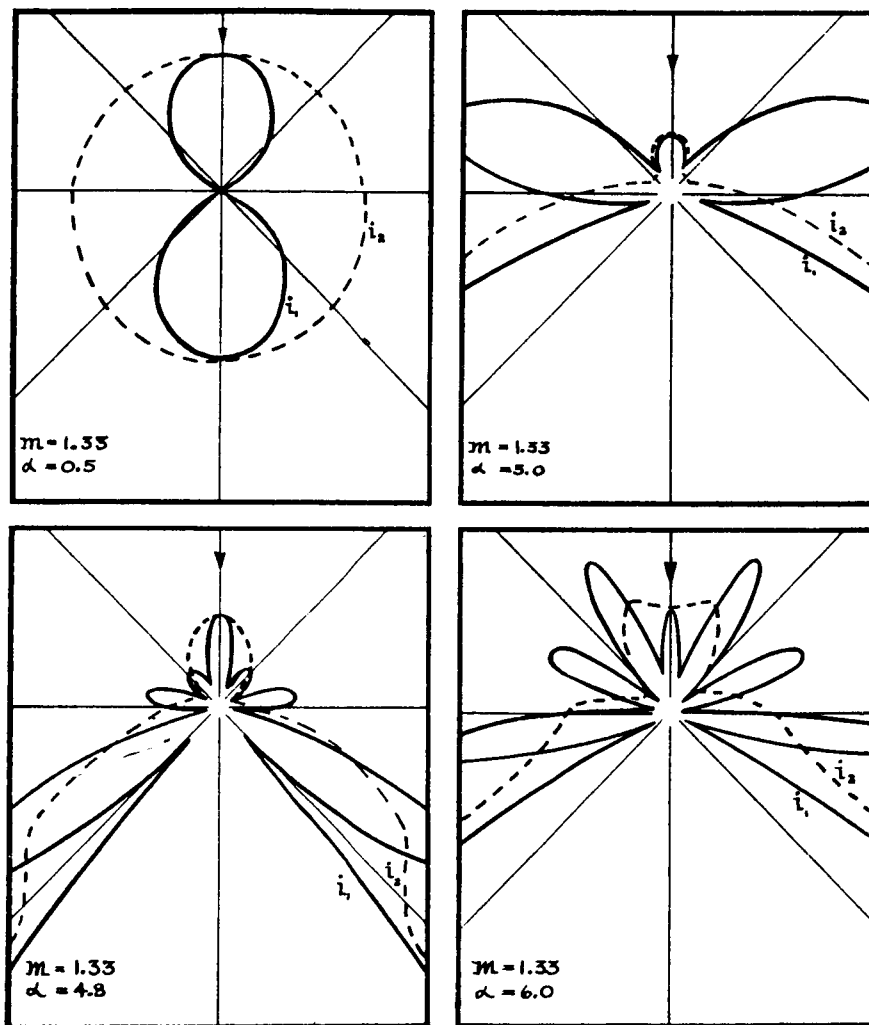 i₂
i₁
m = 1.33
α = 0.5
i₂
i₁
m = 1.33
α = 3.0
i₁
i₂
m = 1.33
α = 4.8
i₂
i₁
m = 1.33
α = 6.0